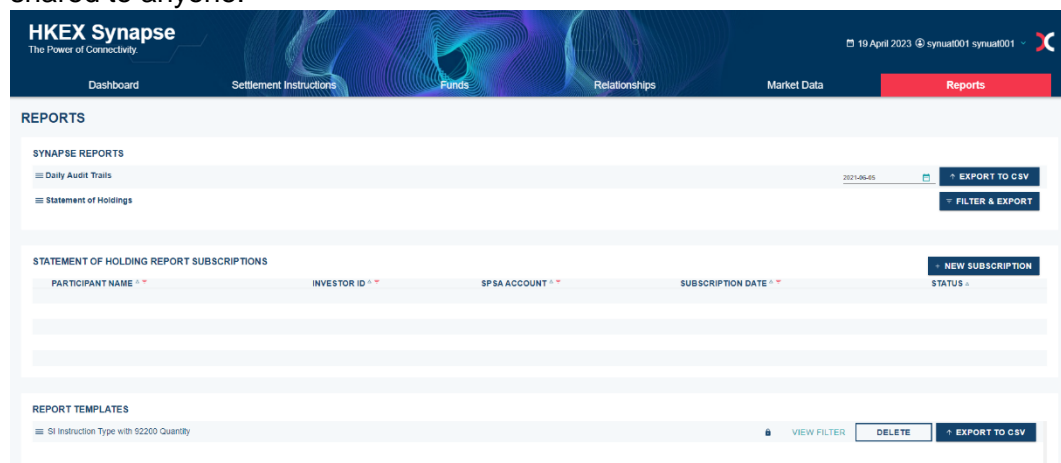 shared to anyone.
HKEX Synapse
The Power of Connectivity.
19 April 2023 synuat001 synuat001
Dashboard Settlement Instructions Funds Relationships Market Data Reports
REPORTS
SYNAPSE REPORTS
Daily Audit Trails 2021-06-05 EXPORT TO CSV
Statement of Holdings FILTER & EXPORT
STATEMENT OF HOLDING REPORT SUBSCRIPTIONS
+ NEW SUBSCRIPTION
PARTICIPANT NAME INVESTOR ID SPSA ACCOUNT SUBSCRIPTION DATE STATUS
REPORT TEMPLATES
SI Instruction Type with 92200 Quantity VIEW FILTER DELETE EXPORT TO CSV